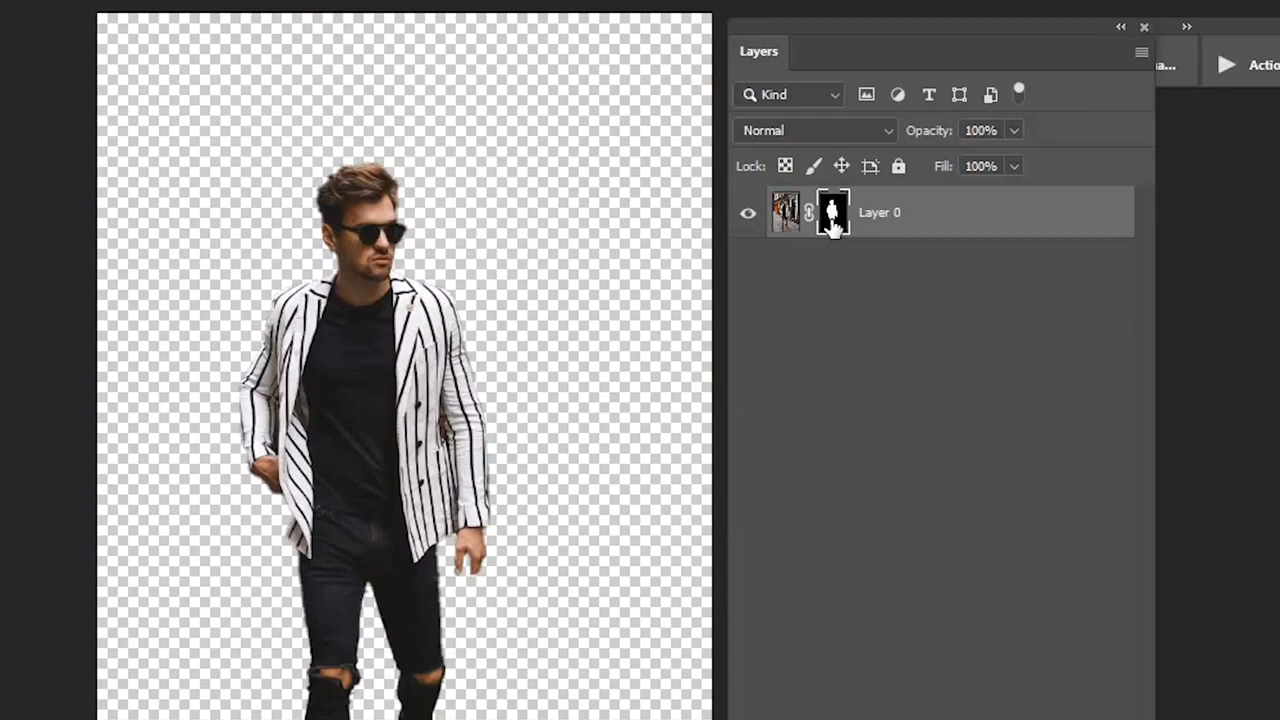 Layers
a...
Actio
Kind
Normal
Opacity: 100%
Lock:
Fill: 100%
Layer 0